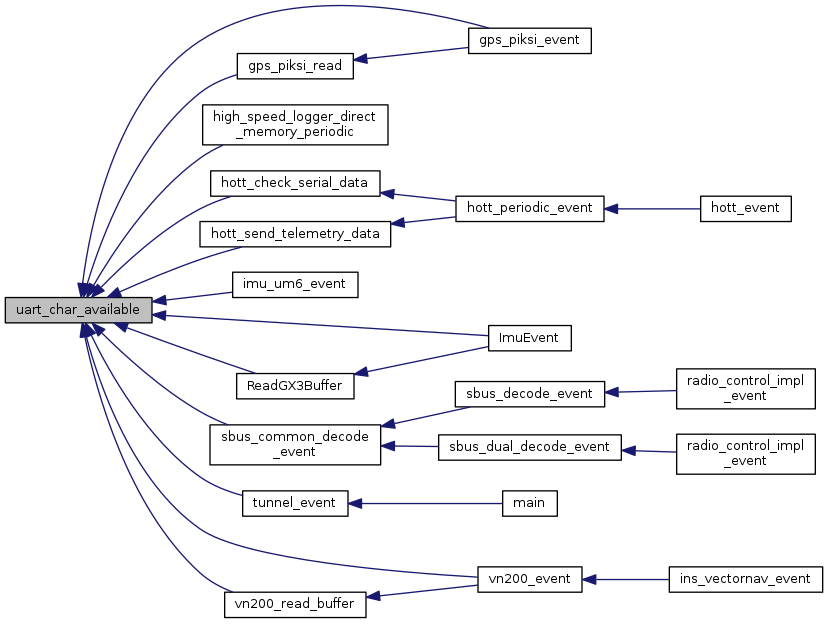 gps_piksi_event
gps_piksi_read
high_speed_logger_direct
_memory_periodic
hott_check_serial_data
hott_periodic_event
hott_event
hott_send_telemetry_data
imu_um6_event
uart_char_available
ImuEvent
ReadGX3Buffer
radio_control_impl
_event
sbus_decode_event
sbus_common_decode
_event
sbus_dual_decode_event
radio_control_impl
_event
tunnel_event
main
vn200_event
ins_vectornav_event
vn200_read_buffer